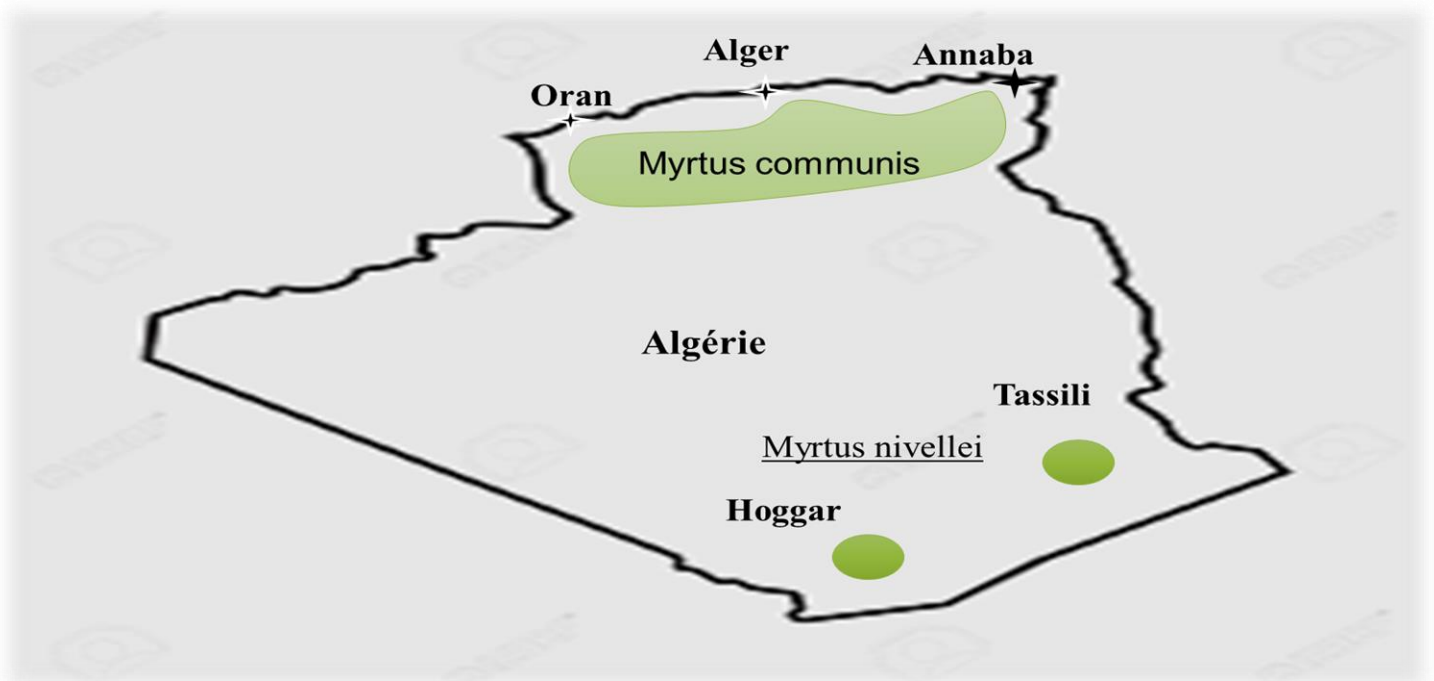 Alger
Annaba
Oran
Myrtus communis
Algérie
Tassili
Myrtus nivellei
Hoggar